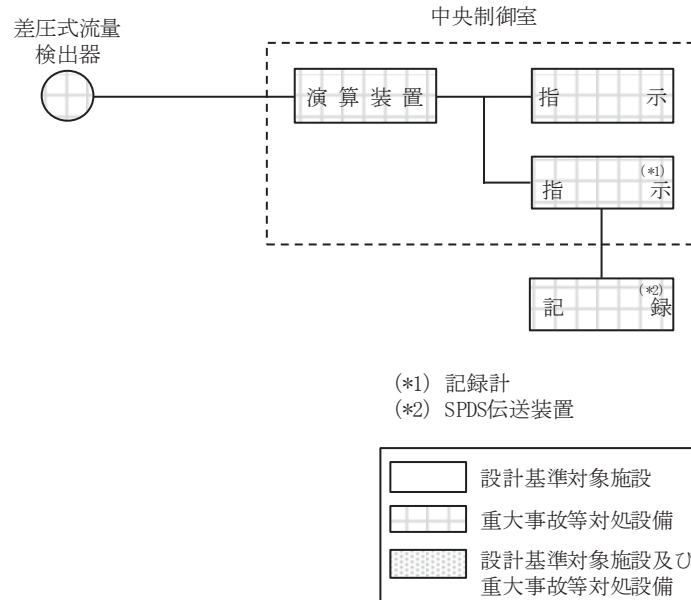 中央制御室
差圧式流量
検出器
演算装置
指示
指示(*1)
記録(*2)
(*1) 記録計
(*2) SPDS伝送装置
設計基準対象施設
重大事故等対処設備
設計基準対象施設及び
重大事故等対処設備